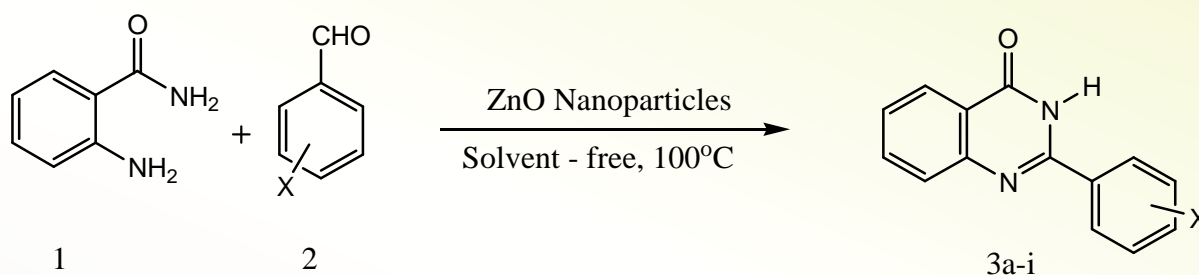 O
NH₂
NH₂
1
+
CHO
X
2
ZnO Nanoparticles
Solvent - free, 100°C
O
N
H
N
X
3a-i